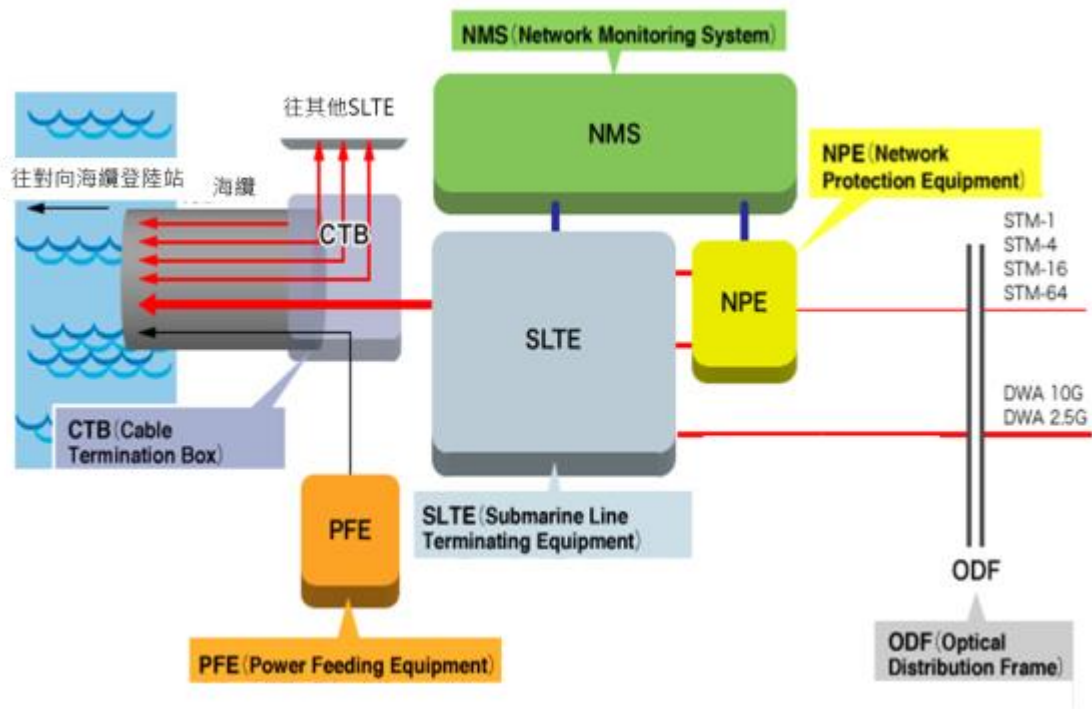 NMS(Network Monitoring System)
往其他SLTE
NMS
NPE(Network
Protection Equipment)
往對向海纜登陸站
海纜
CTB
STM-1
STM-4
STM-16
STM-64
NPE
SLTE
DWA 10G
DWA 2.5G
CTB(Cable
Termination Box)
PFE
SLTE(Submarine Line
Terminating Equipment)
ODF
PFE(Power Feeding Equipment)
ODF(Optical
Distribution Frame)